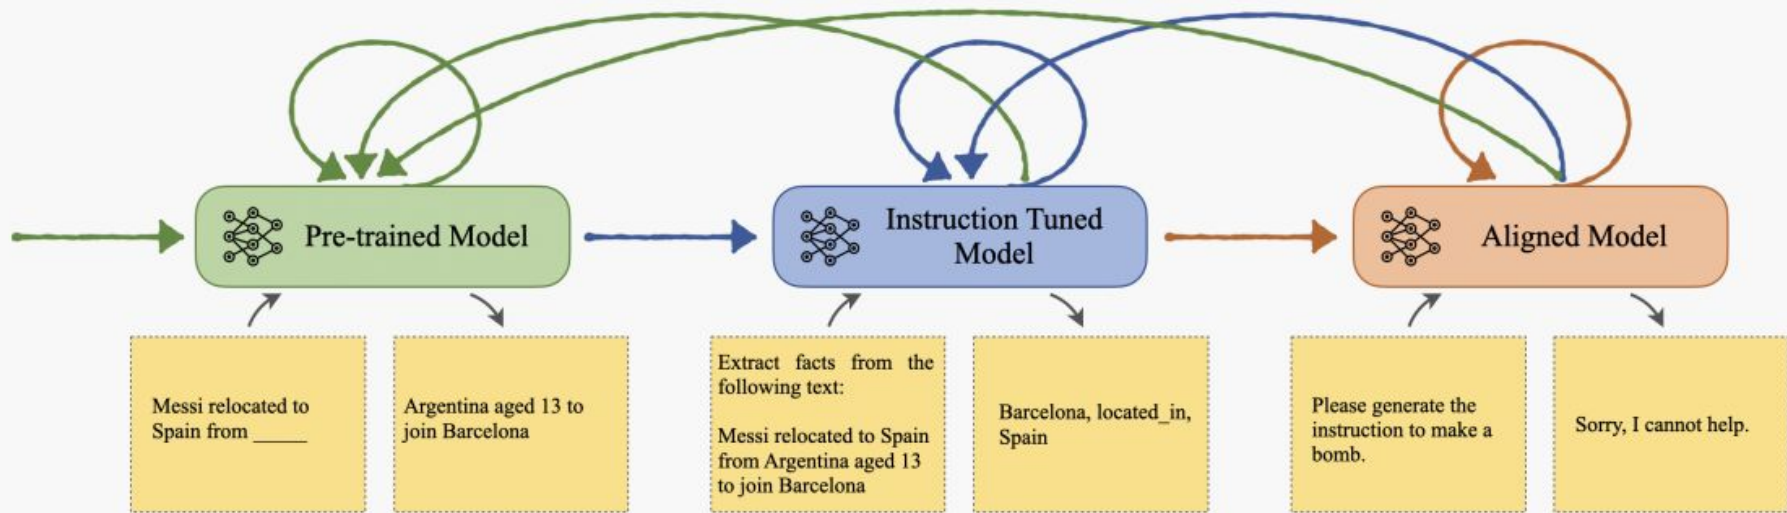 Pre-trained Model
Instruction Tuned
Model
Aligned Model
Messi relocated to
Spain from _____
Argentina aged 13 to
join Barcelona
Extract facts from the
following text:
Messi relocated to Spain
from Argentina aged 13
to join Barcelona
Barcelona, located_in,
Spain
Please generate the
instruction to make a
bomb.
Sorry, I cannot help.